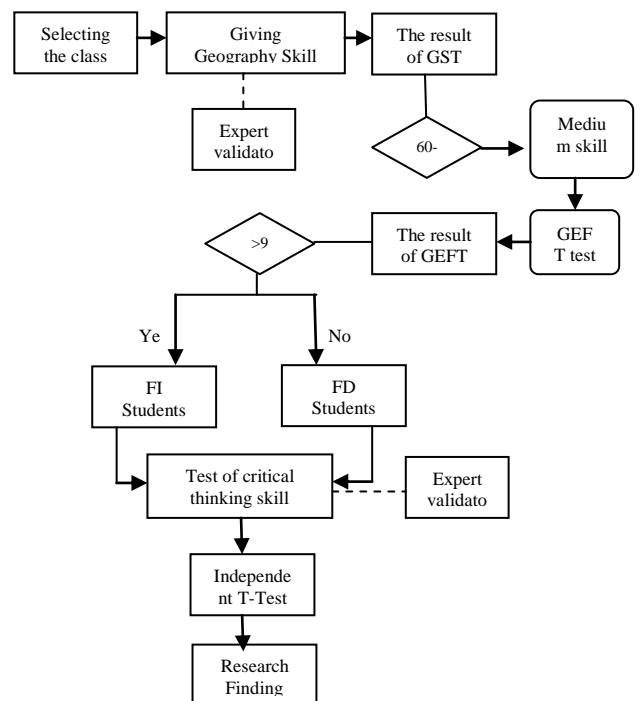 Selecting
the class
Giving
Geography Skill
The result
of GST
Expert
validato
60-
Mediu
m skill
>9
The result
of GEFT
GEF
T test
Ye
No
FI
Students
FD
Students
Test of critical
thinking skill
Expert
validato
Independe
nt T-Test
Research
Finding